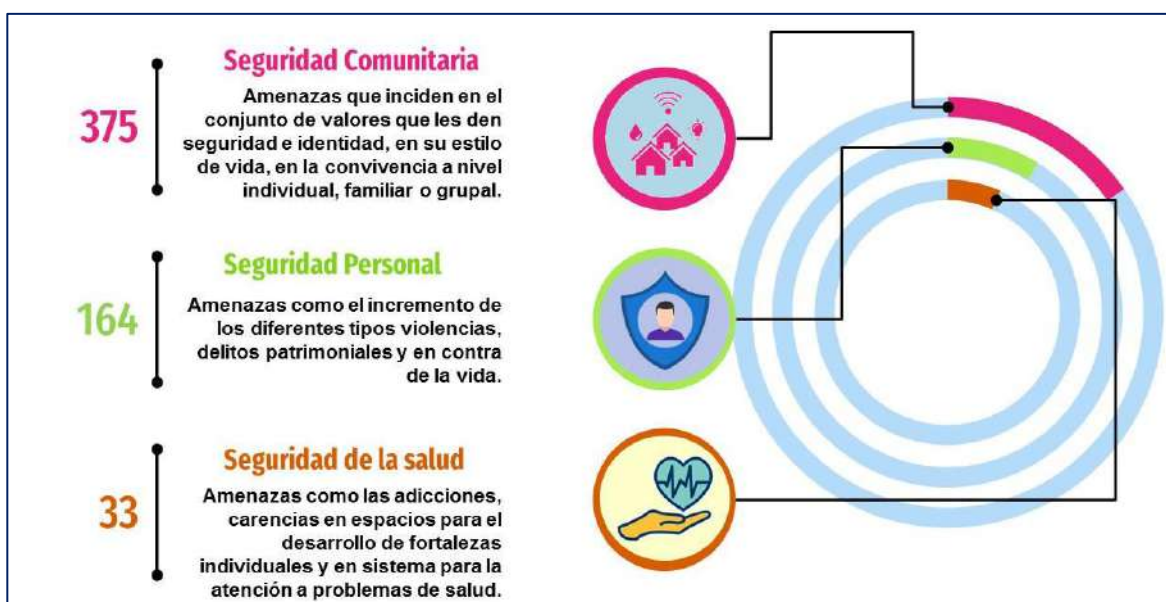 Seguridad Comunitaria
375
Amenazas que inciden en el
conjunto de valores que les den
seguridad e identidad, en su estilo
de vida, en la convivencia a nivel
individual, familiar o grupal.
Seguridad Personal
164
Amenazas como el incremento de
los diferentes tipos violencias,
delitos patrimoniales y en contra
de la vida.
Seguridad de la salud
33
Amenazas como las adicciones,
carencias en espacios para el
desarrollo de fortalezas
individuales y en sistema para la
atención a problemas de salud.